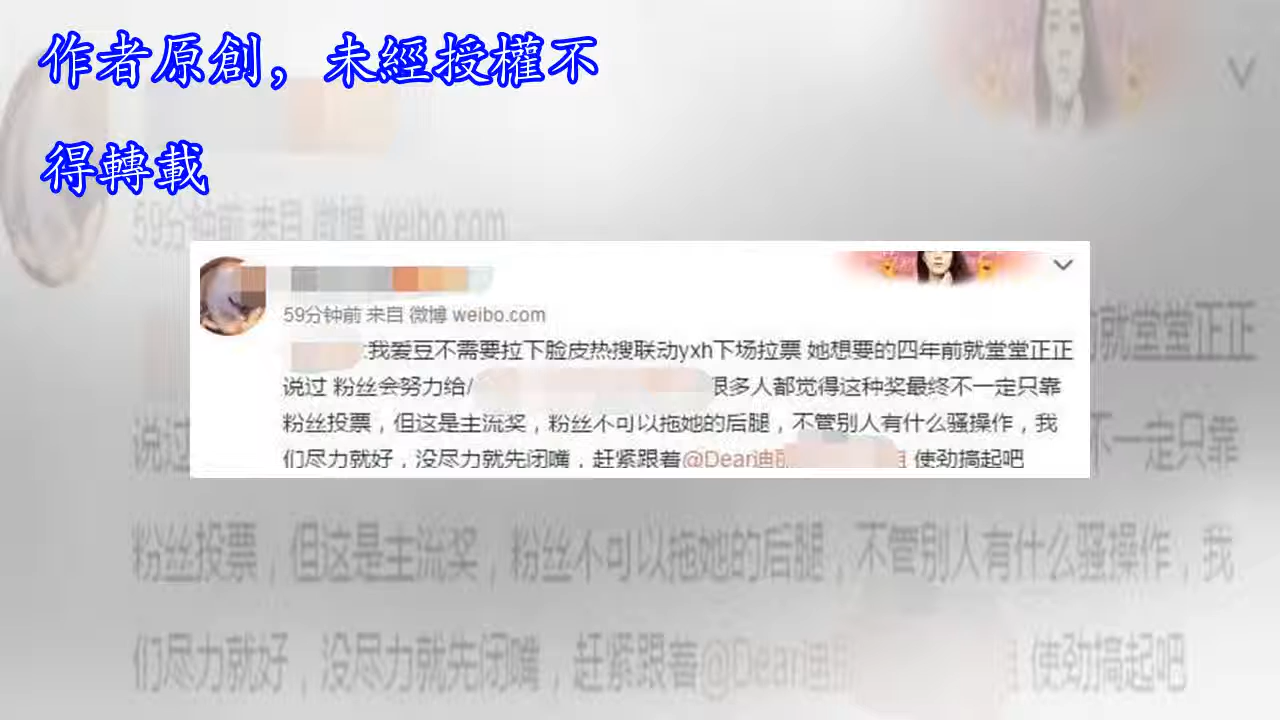 作者原創，未經授權不
得轉載
59分钟前 来自 微博 weibo.com
:我爱豆不需要拉下脸皮热搜联动yxh下场拉票 她想要的四年前就堂堂正正
说过 粉丝会努力给/ 很多人都觉得这种奖最终不一定只靠
粉丝投票，但这是主流奖，粉丝不可以拖她的后腿，不管别人有什么骚操作，我
们尽力就好，没尽力就先闭嘴，赶紧跟着@Dear迪 使劲搞起吧